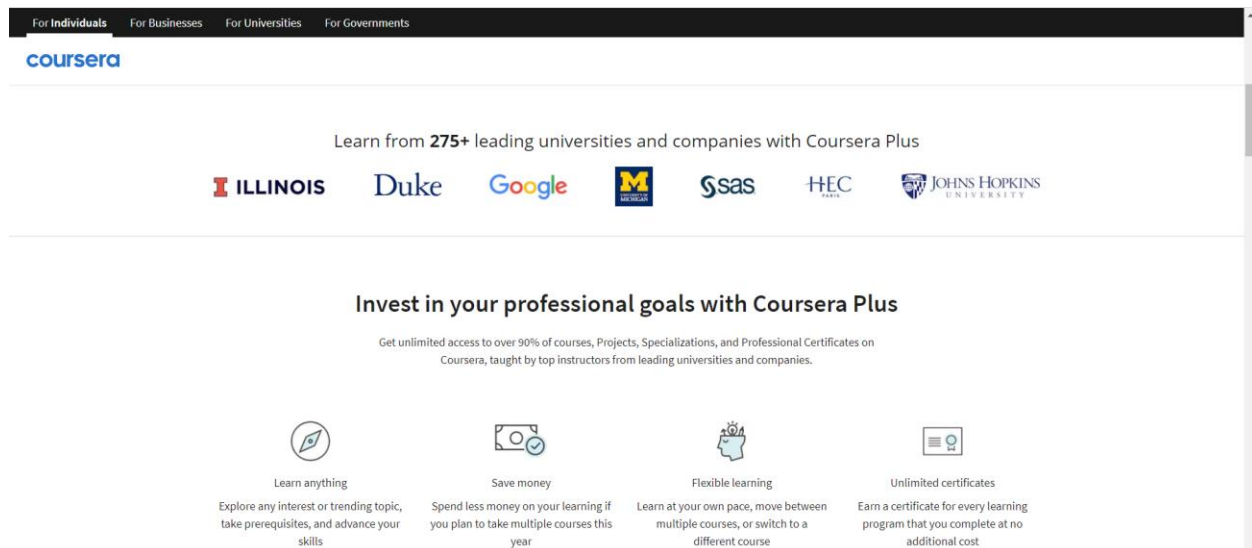 For Individuals For Businesses For Universities For Governments
coursera
Learn from 275+ leading universities and companies with Coursera Plus
I ILLINOIS Duke Google M UNIVERSITY OF MICHIGAN sas HEC PARIS JOHNS HOPKINS UNIVERSITY
Invest in your professional goals with Coursera Plus
Get unlimited access to over 90% of courses, Projects, Specializations, and Professional Certificates on
Coursera, taught by top instructors from leading universities and companies.
Learn anything
Explore any interest or trending topic,
take prerequisites, and advance your
skills
Save money
Spend less money on your learning if
you plan to take multiple courses this
year
Flexible learning
Learn at your own pace, move between
multiple courses, or switch to a
different course
Unlimited certificates
Earn a certificate for every learning
program that you complete at no
additional cost